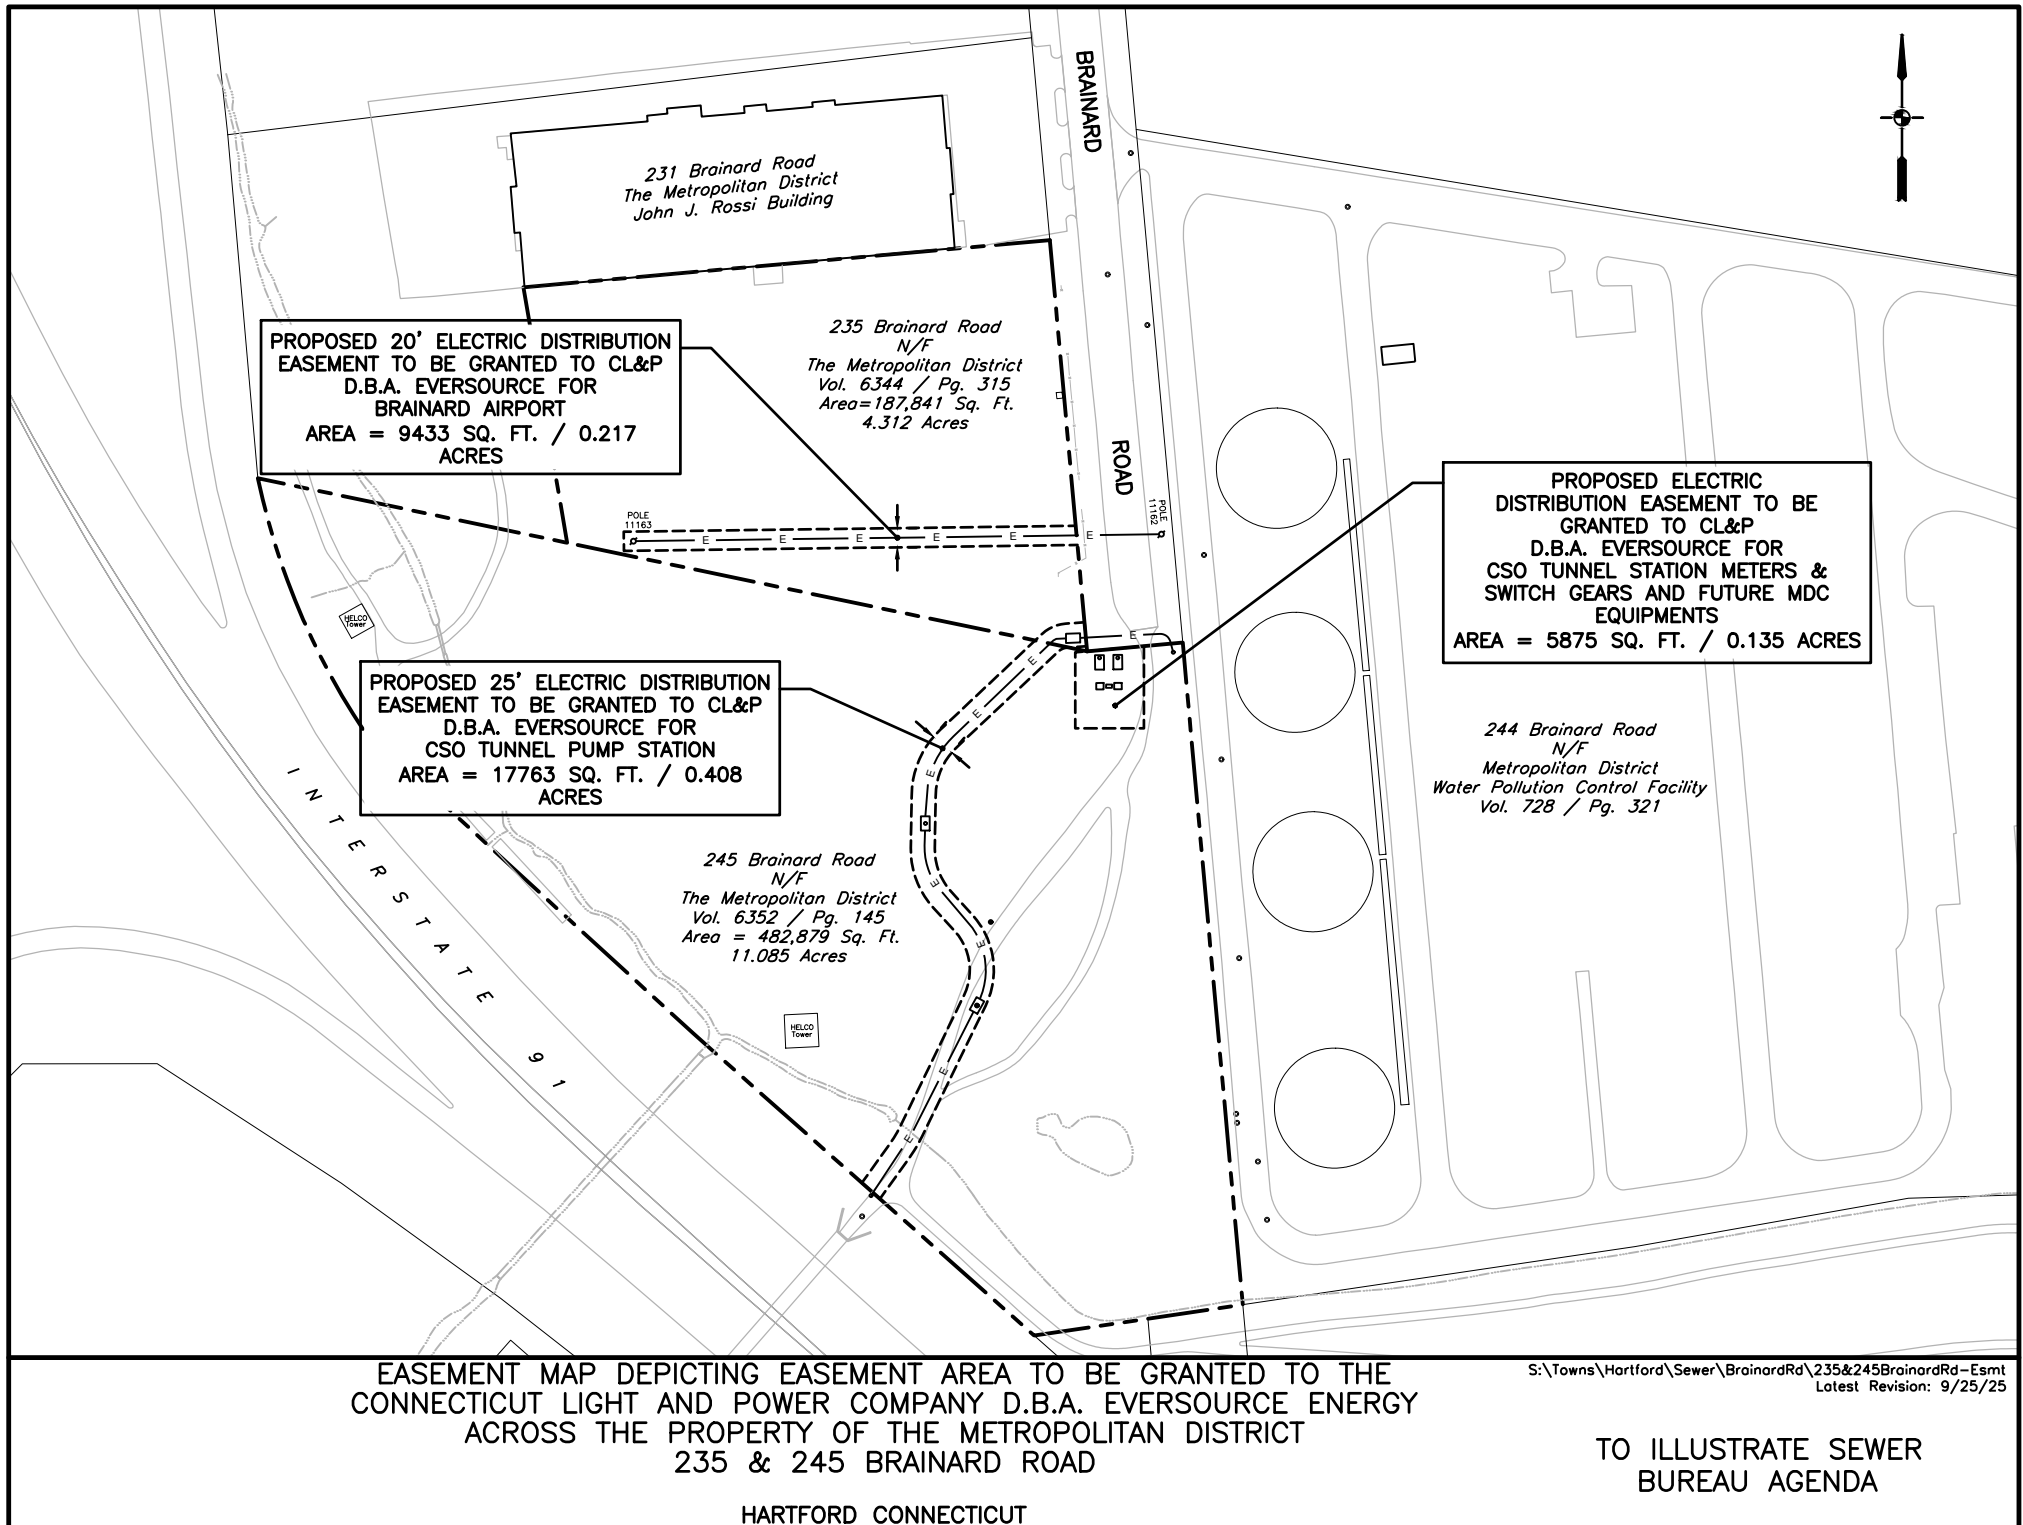 BRAINARD
231 Brainard Road
The Metropolitan District
John J. Rossi Building
PROPOSED 20' ELECTRIC DISTRIBUTION
EASEMENT TO BE GRANTED TO CL&P
D.B.A. EVERSOURCE FOR
BRAINARD AIRPORT
AREA = 9433 SQ. FT. / 0.217
ACRES
235 Brainard Road
N/F
The Metropolitan District
Vol. 6344 / Pg. 315
Area=187,841 Sq. Ft.
4.312 Acres
ROAD
POLE
11163
POLE
11162
E E E E E E
PROPOSED ELECTRIC
DISTRIBUTION EASEMENT TO BE
GRANTED TO CL&P
D.B.A. EVERSOURCE FOR
CSO TUNNEL STATION METERS &
SWITCH GEARS AND FUTURE MDC
EQUIPMENTS
AREA = 5875 SQ. FT. / 0.135 ACRES
HELCO
Tower
E
E
E
E
E
E
E
E
PROPOSED 25' ELECTRIC DISTRIBUTION
EASEMENT TO BE GRANTED TO CL&P
D.B.A. EVERSOURCE FOR
CSO TUNNEL PUMP STATION
AREA = 17763 SQ. FT. / 0.408
ACRES
244 Brainard Road
N/F
Metropolitan District
Water Pollution Control Facility
Vol. 728 / Pg. 321
INTERSTATE 91
245 Brainard Road
N/F
The Metropolitan District
Vol. 6352 / Pg. 145
Area = 482,879 Sq. Ft.
11.085 Acres
HELCO
Tower
EASEMENT MAP DEPICTING EASEMENT AREA TO BE GRANTED TO THE
CONNECTICUT LIGHT AND POWER COMPANY D.B.A. EVERSOURCE ENERGY
ACROSS THE PROPERTY OF THE METROPOLITAN DISTRICT
235 & 245 BRAINARD ROAD
HARTFORD CONNECTICUT
S:\Towns\Hartford\Sewer\BrainardRd\235&245BrainardRd-Esmt
Latest Revision: 9/25/25
TO ILLUSTRATE SEWER
BUREAU AGENDA